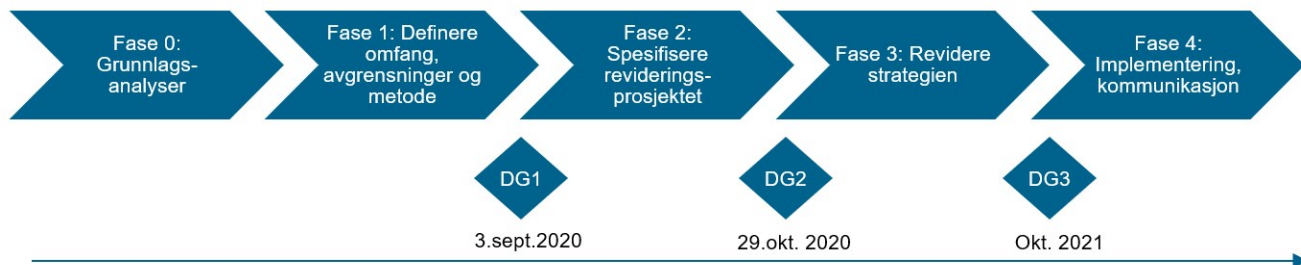 Fase 0:
Grunnlags-
analyser
Fase 1: Definere
omfang,
avgrensninger og
metode
Fase 2:
Spesifisere
reviderings-
prosjektet
Fase 3: Revidere
strategien
Fase 4:
Implementering,
kommunikasjon
DG1
DG2
DG3
3.sept.2020
29.okt. 2020
Okt. 2021